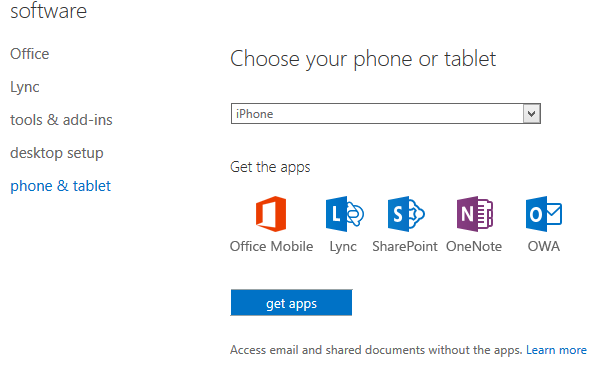 software
Office
Lync
tools & add-ins
desktop setup
phone & tablet
Choose your phone or tablet
iPhone
Get the apps
Office Mobile Lync SharePoint OneNote OWA
get apps
Access email and shared documents without the apps. Learn more